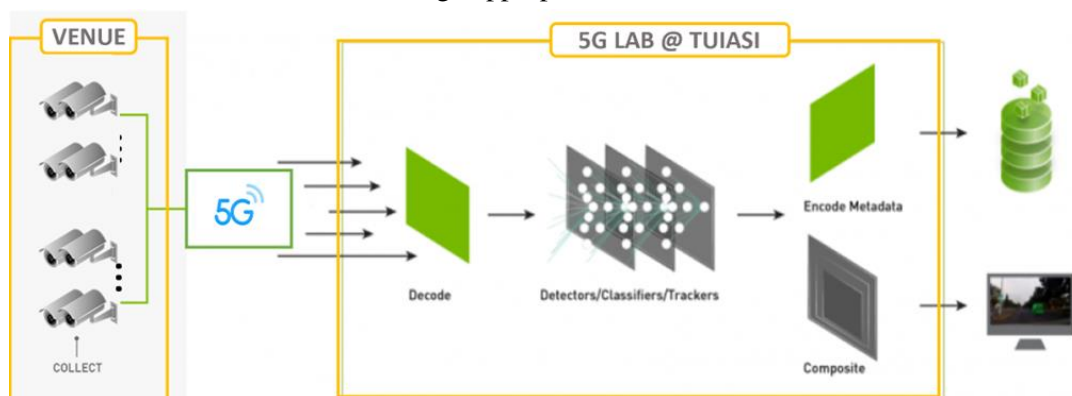 VENUE
5G LAB @ TUIASI
5G
Encode Metadata
Decode
Detectors/Classifiers/Trackers
COLLECT
Composite